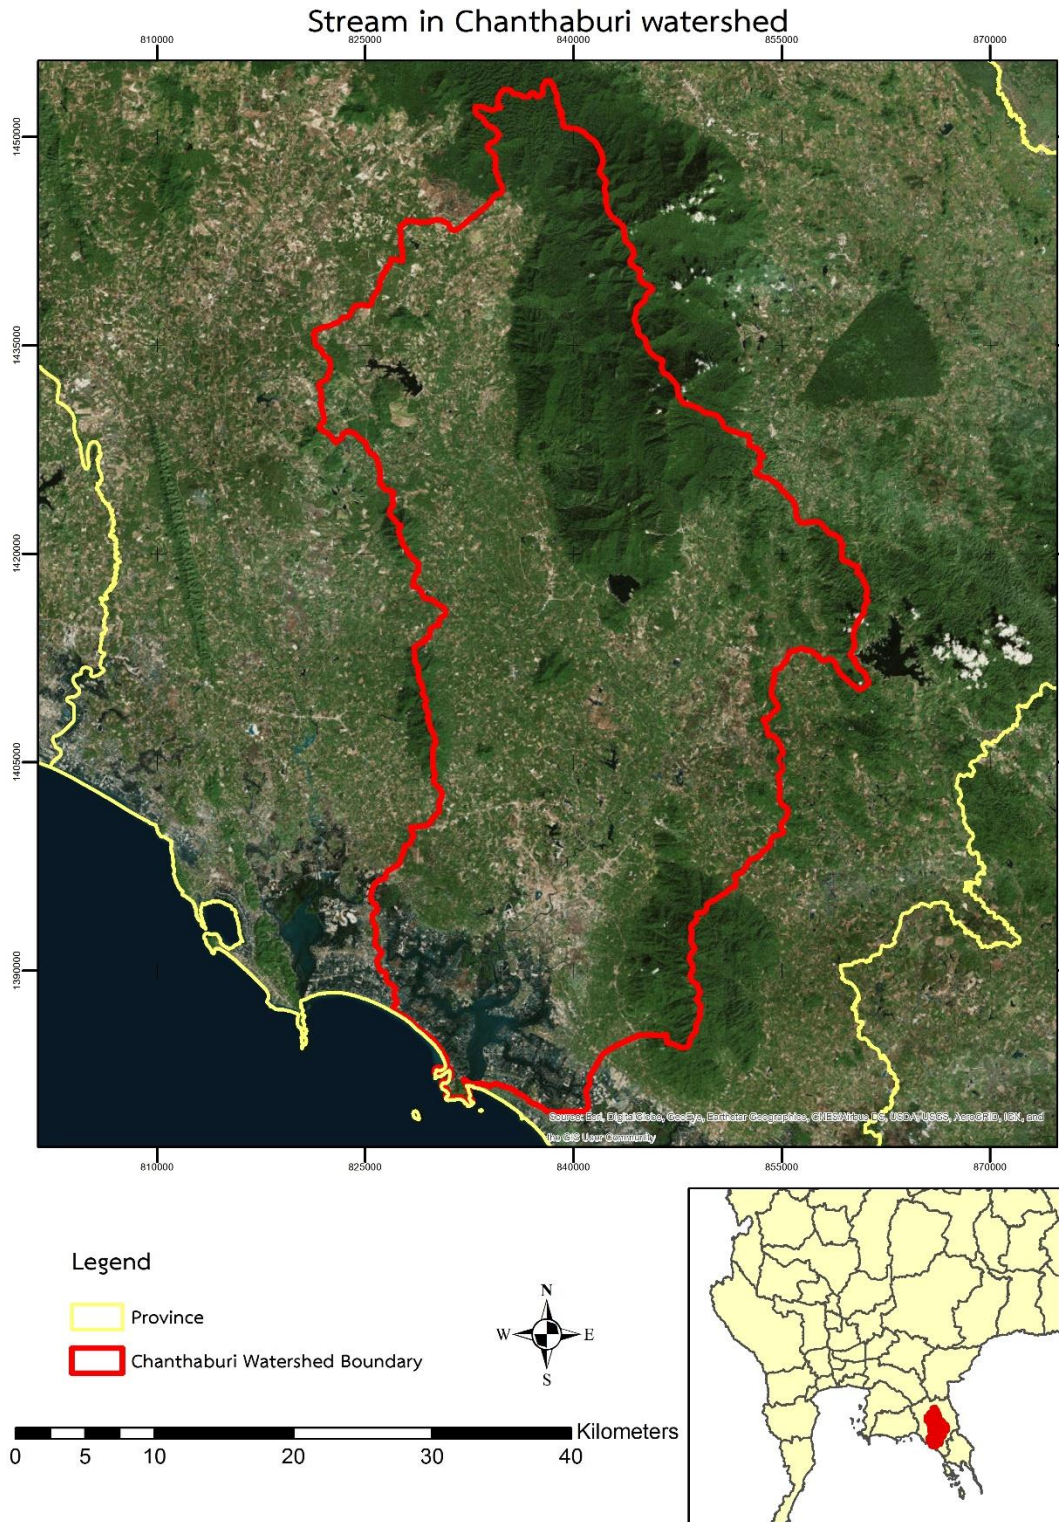 Stream in Chanthaburi watershed
810000 825000 840000 855000 870000
1450000
1435000
1420000
1405000
1390000
Source: Esri, DigitalGlobe, GeoEye, Earthstar Geographics, CNES/Airbus DS, USDA, USGS, AeroGRID, IGN, and
the GIS User Community
810000 825000 840000 855000 870000
Legend
Province
Chanthaburi Watershed Boundary
N
W E
S
Kilometers
0 5 10 20 30 40